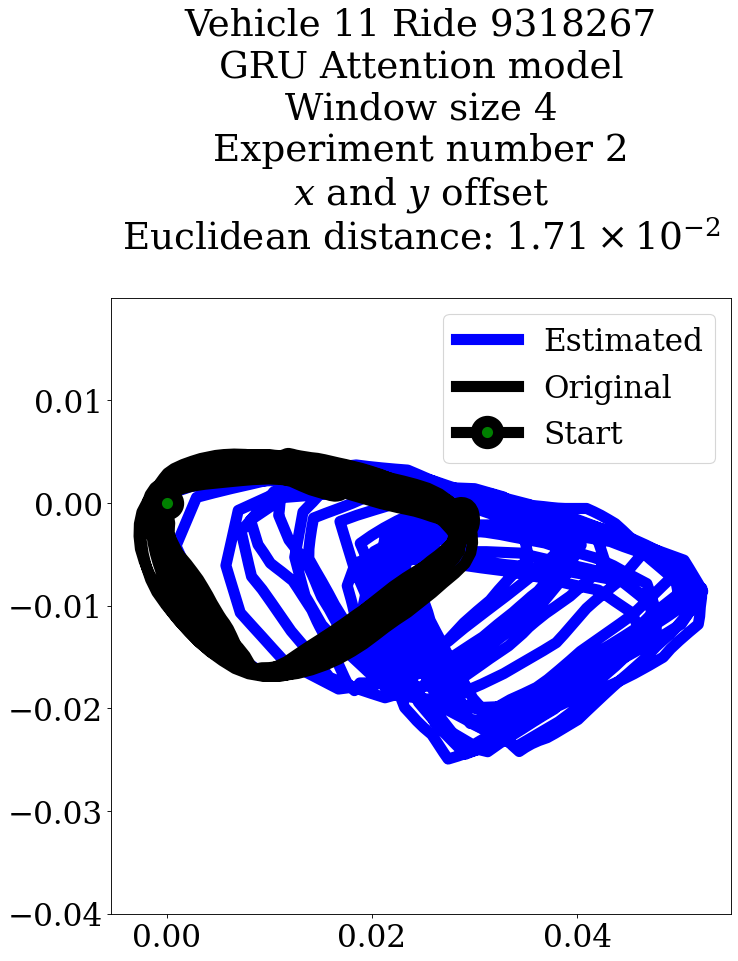 Vehicle 11 Ride 9318267
GRU Attention model
Window size 4
Experiment number 2
x and y offset
Euclidean distance: 1.71 × 10⁻²
Estimated
Original
Start
0.01
0.00
−0.01
−0.02
−0.03
−0.04
0.00 0.02 0.04